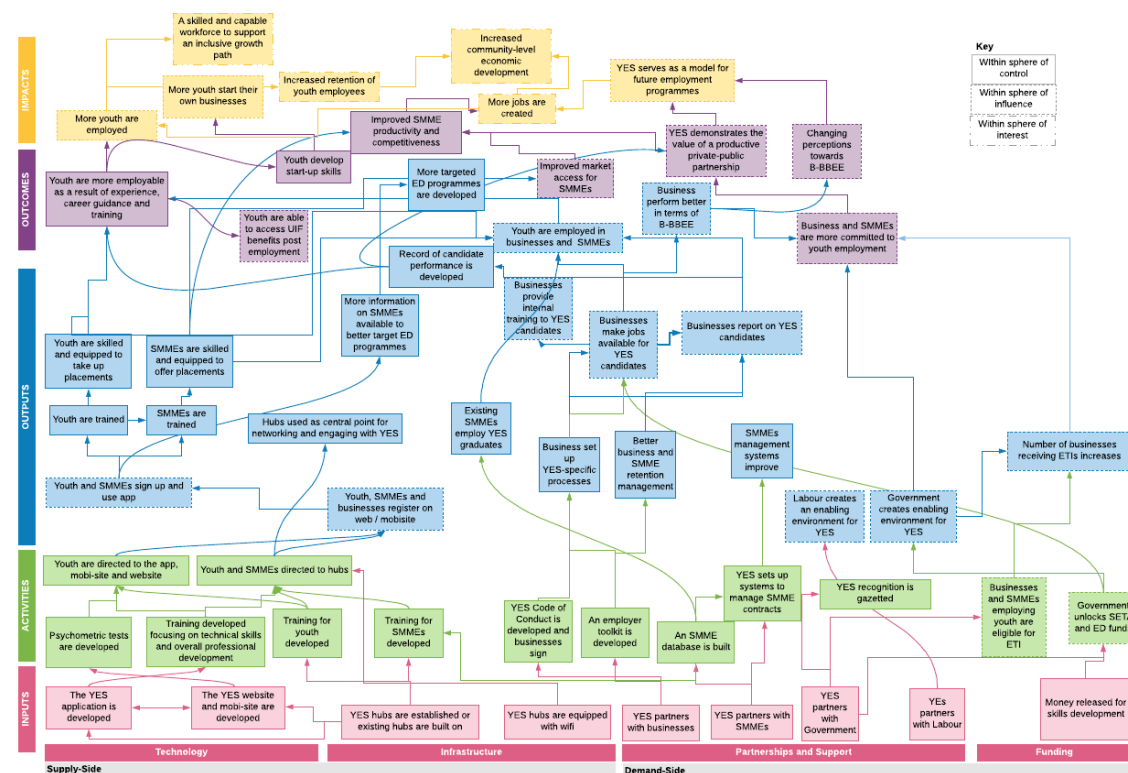 A skilled and capable
workforce to support
an inclusive growth
path
Increased
community-level
economic
development
Key
WIthin sphere of
control
Within sphere of
influence
Within sphere of
interest
IMPACTS
More youth start their
own businesses
Increased retention of
youth employees
YES serves as a model for
future employment
programmes
More youth are
employed
More jobs are
created
Improved SMME
productivity and
competitiveness
YES demonstrates the
value of a productive
private-public
partnership
Changing
perceptions
towards
B-BBEE
OUTCOMES
Youth develop
start-up skills
More targeted
ED programmes
are developed
Improved market
access for
SMMEs
Youth are more employable
as a result of experience,
career guidance and
training
Business
perform better
in terms of
B-BBEE
Youth are able
to access UIF
benefits post
employment
Youth are employed in
businesses and SMMEs
Business and SMMEs
are more committed to
youth employment
OUTPUTS
Record of candidate
performance is
developed
Businesses
provide
internal
training to YES
candidates
More information
on SMMEs
available to
better target ED
programmes
Businesses
make jobs
available for
YES
candidates
Businesses report on YES
candidates
Youth are skilled
and equipped to
take up
placements
SMMEs are skilled
and equipped to
offer placements
Youth are trained
SMMEs are
trained
Hubs used as central point for
networking and engaging with YES
Existing
SMMEs
employ YES
graduates
Business set
up
YES-specific
processes
Better
business and
SMME
retention
management
SMMEs
management
systems
improve
Number of businesses
receiving ETIs increases
Youth and SMMEs sign up and
use app
Youth, SMMEs and
businesses register on
web / mobisite
Labour creates
an enabling
environment for
YES
Government
creates enabling
environment for
YES
ACTIVITIES
Youth are directed to the app,
mobi-site and website
Youth and SMMEs directed to hubs
YES sets up
systems to
manage SMME
contracts
YES recognition is
gazetted
Businesses
and SMMEs
employing
youth are
eligible for
ETI
Government
unlocks SETA
and ED fund
Psychometric tests
are developed
Training developed
focusing on technical skills
and overall professional
development
Training for
youth
developed
Training for
SMMEs
developed
YES Code of
Conduct is
developed and
businesses
sign
An employer
toolkit is
developed
An SMME
database is built
INPUTS
The YES
application is
developed
The YES website
and mobi-site are
developed
YES hubs are established or
existing hubs are built on
YES hubs are equipped
with wifi
YES partners
with businesses
YES partners with
SMMEs
YES
partners
with
Government
YEs
partners
with Labour
Money released for
skills development
Technology
Infrastructure
Partnerships and Support
Funding
Supply-Side
Demand-Side